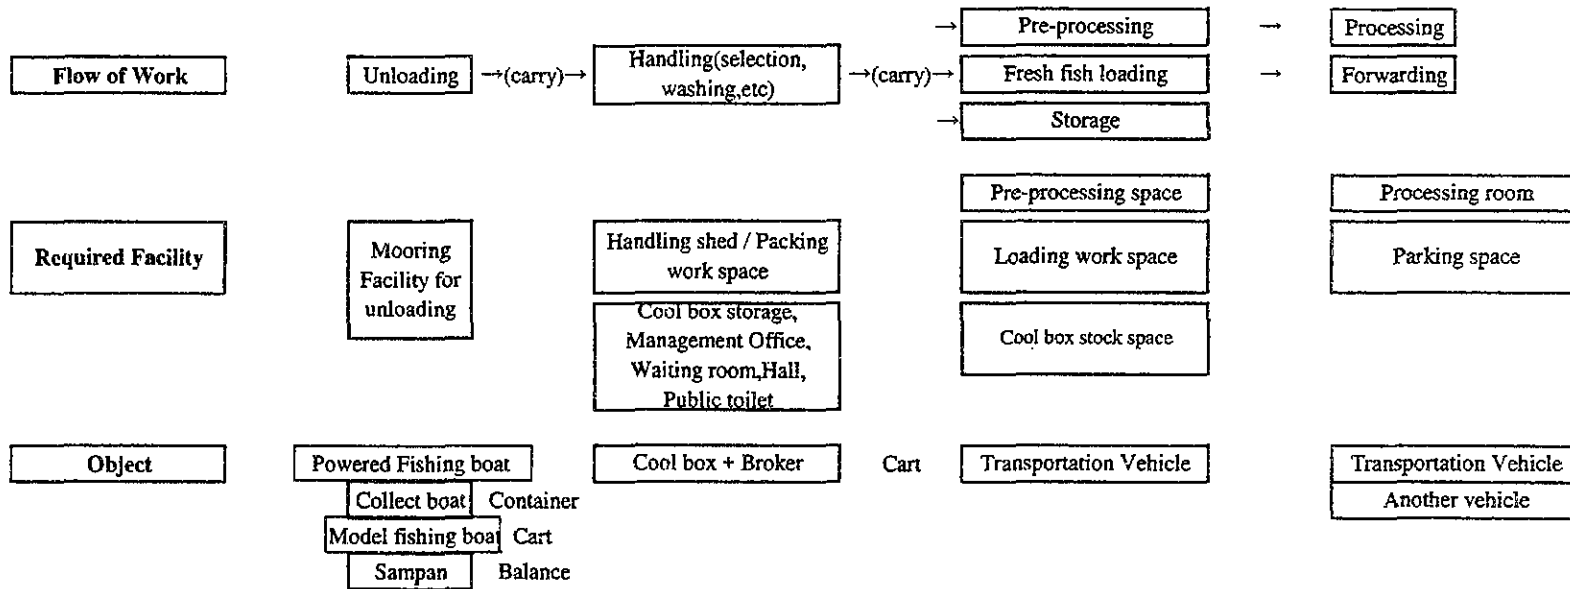 → Pre-processing → Processing
Flow of Work Unloading →(carry)→ Handling(selection, washing,etc) →(carry)→ Fresh fish loading → Forwarding
→ Storage
Pre-processing space Processing room
Required Facility
Mooring
Facility for
unloading
Handling shed / Packing
work space
Loading work space
Parking space
Cool box storage,
Management Office,
Waiting room,Hall,
Public toilet
Cool box stock space
Object Powered Fishing boat Cool box + Broker Cart Transportation Vehicle Transportation Vehicle
Collect boat Container Another vehicle
Model fishing boat Cart
Sampan Balance